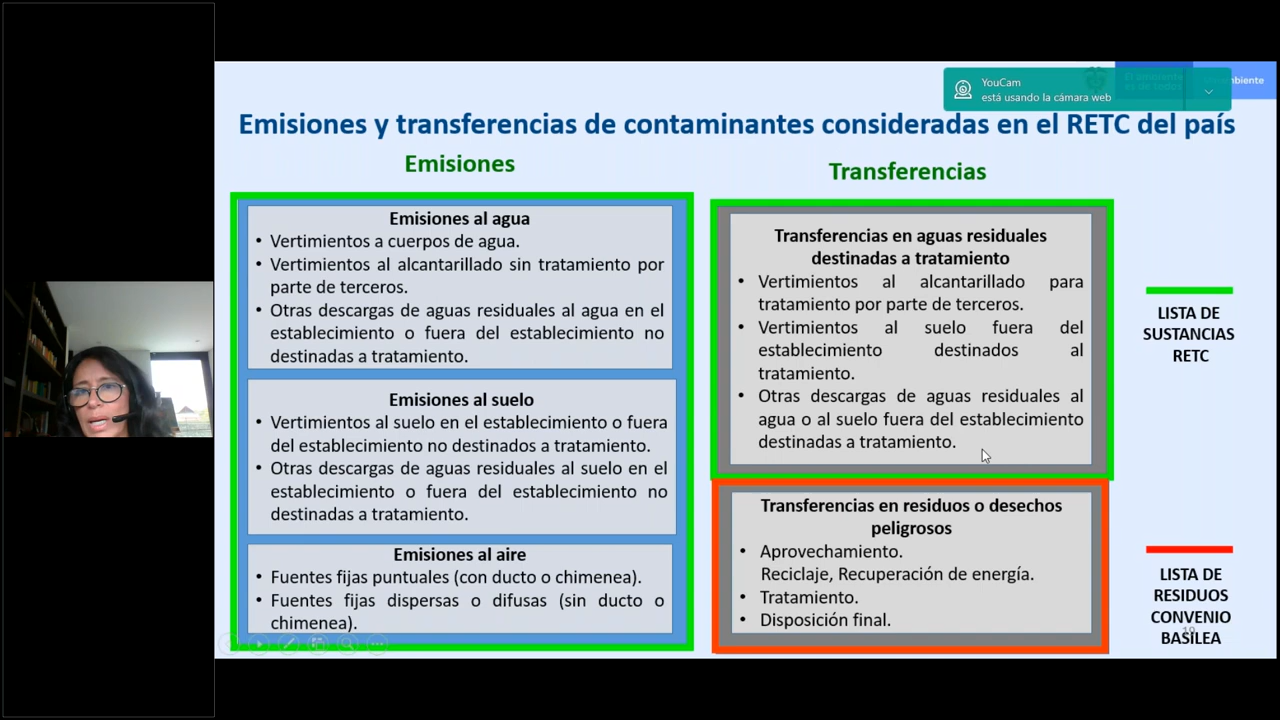 YouCam
está usando la cámara web
mbiente
Emisiones y transferencias de contaminantes consideradas en el RETC del país
Emisiones
Emisiones al agua
• Vertimientos a cuerpos de agua.
• Vertimientos al alcantarillado sin tratamiento por
parte de terceros.
• Otras descargas de aguas residuales al agua en el
establecimiento o fuera del establecimiento no
destinadas a tratamiento.
Emisiones al suelo
• Vertimientos al suelo en el establecimiento o fuera
del establecimiento no destinados a tratamiento.
• Otras descargas de aguas residuales al suelo en el
establecimiento o fuera del establecimiento no
destinadas a tratamiento.
Emisiones al aire
• Fuentes fijas puntuales (con ducto o chimenea).
• Fuentes fijas dispersas o difusas (sin ducto o
chimenea).
Transferencias
Transferencias en aguas residuales
destinadas a tratamiento
• Vertimientos al alcantarillado para
tratamiento por parte de terceros.
• Vertimientos al suelo fuera del
establecimiento destinados al
tratamiento.
• Otras descargas de aguas residuales al
agua o al suelo fuera del establecimiento
destinadas a tratamiento.
Transferencias en residuos o desechos
peligrosos
• Aprovechamiento.
Reciclaje, Recuperación de energía.
• Tratamiento.
• Disposición final.
LISTA DE
SUSTANCIAS
RETC
LISTA DE
RESIDUOS
CONVENIO
BASILEA